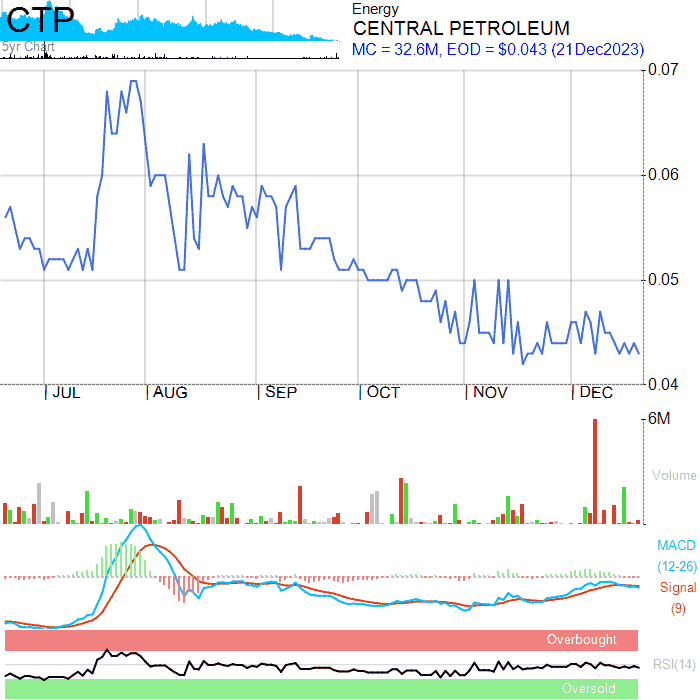 CTP
5yr Chart
Energy
CENTRAL PETROLEUM
MC = 32.6M, EOD = $0.043 (21Dec2023)
0.07
0.06
0.05
0.04
JUL AUG SEP OCT NOV DEC
6M
Volume
MACD
(12-26)
Signal
(9)
Overbought
RSI(14)
Oversold